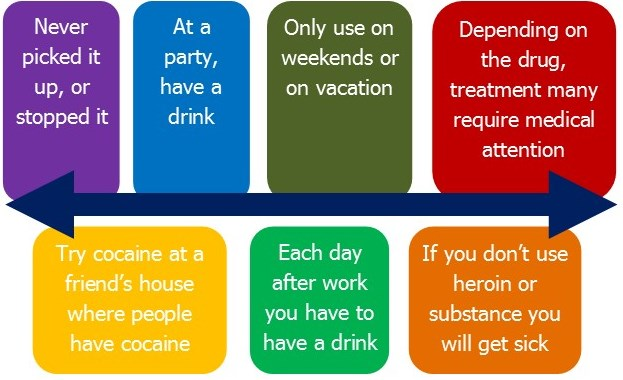 Never
picked it
up, or
stopped it
At a
party,
have a
drink
Only use on
weekends or
on vacation
Depending on
the drug,
treatment many
require medical
attention
Try cocaine at a
friend's house
where people
have cocaine
Each day
after work
you have to
have a drink
If you don't use
heroin or
substance you
will get sick